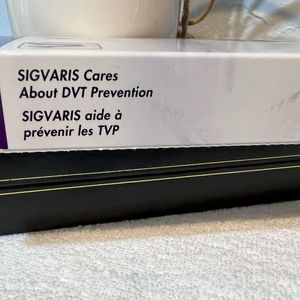 SIGVARIS Cares
About DVT Prevention
SIGVARIS aide à
prévenir les TVP